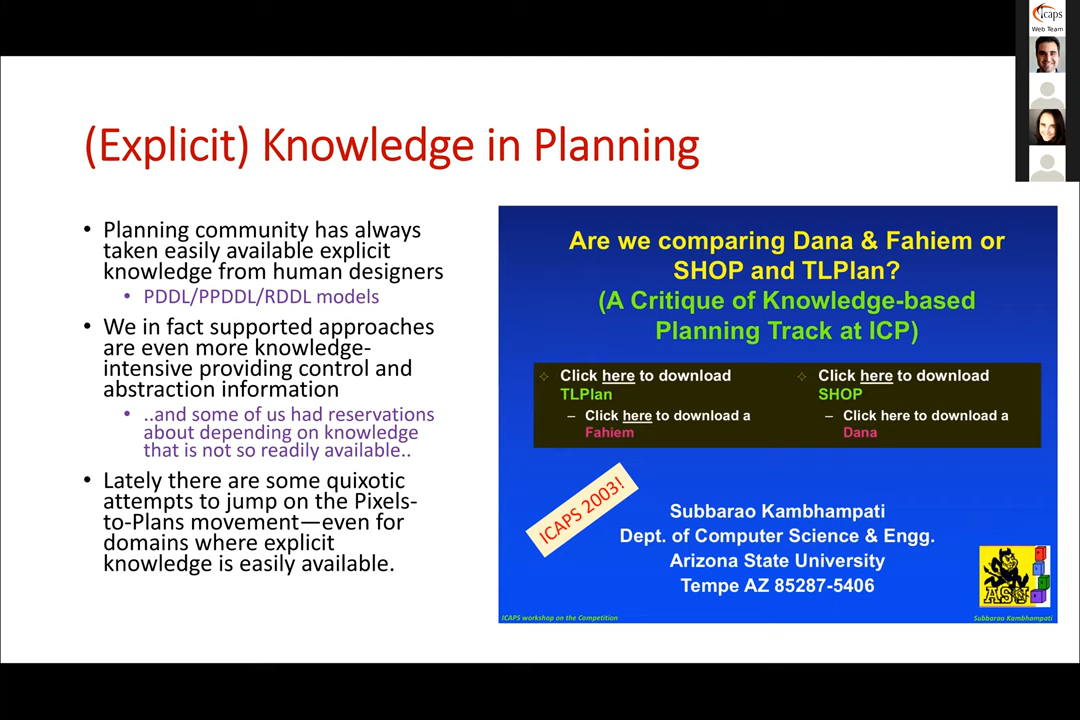 icaps
Web Team
(Explicit) Knowledge in Planning
• Planning community has always
taken easily available explicit
knowledge from human designers
• PDDL/PPDDL/RDDL models
• We in fact supported approaches
are even more knowledge-
intensive providing control and
abstraction information
• ..and some of us had reservations
about depending on knowledge
that is not so readily available..
• Lately there are some quixotic
attempts to jump on the Pixels-
to-Plans movement—even for
domains where explicit
knowledge is easily available.
Are we comparing Dana & Fahiem or
SHOP and TLPlan?
(A Critique of Knowledge-based
Planning Track at ICP)
Click here to download
TLPlan
– Click here to download a
Fahiem
Click here to download
SHOP
– Click here to download a
Dana
ICAPS 2003!
Subbarao Kambhampati
Dept. of Computer Science & Engg.
Arizona State University
Tempe AZ 85287-5406
ASU
ICAPS workshop on the Competition
Subbarao Kambhampati